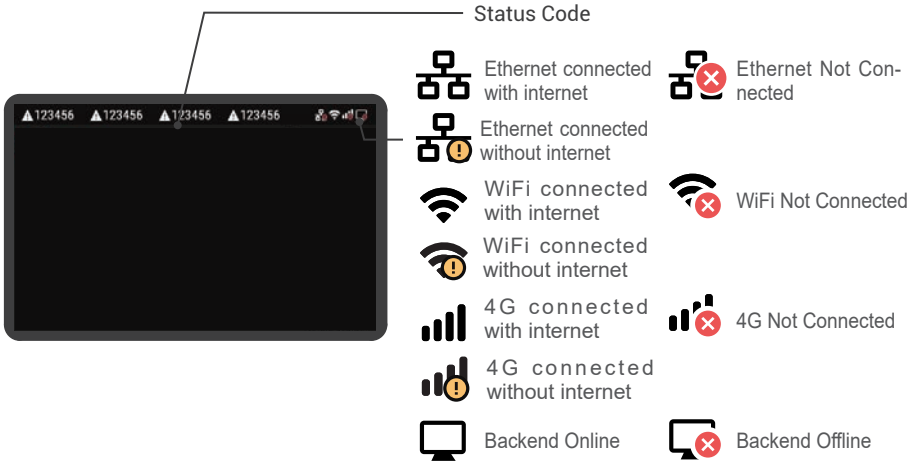 Status Code
Ethernet connected
with internet
Ethernet Not Con-
nected
123456 123456 123456 123456
Ethernet connected
without internet
WiFi connected
with internet
WiFi Not Connected
WiFi connected
without internet
4G connected
with internet
4G Not Connected
4G connected
without internet
Backend Online
Backend Offline